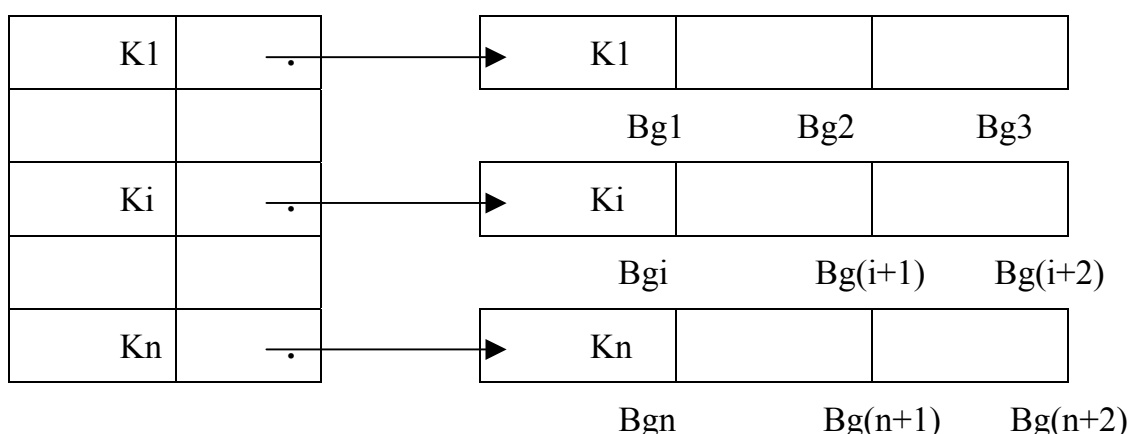 K1 . K1
Bg1 Bg2 Bg3
Ki . Ki
Bgi Bg(i+1) Bg(i+2)
Kn . Kn
Bgn Bg(n+1) Bg(n+2)